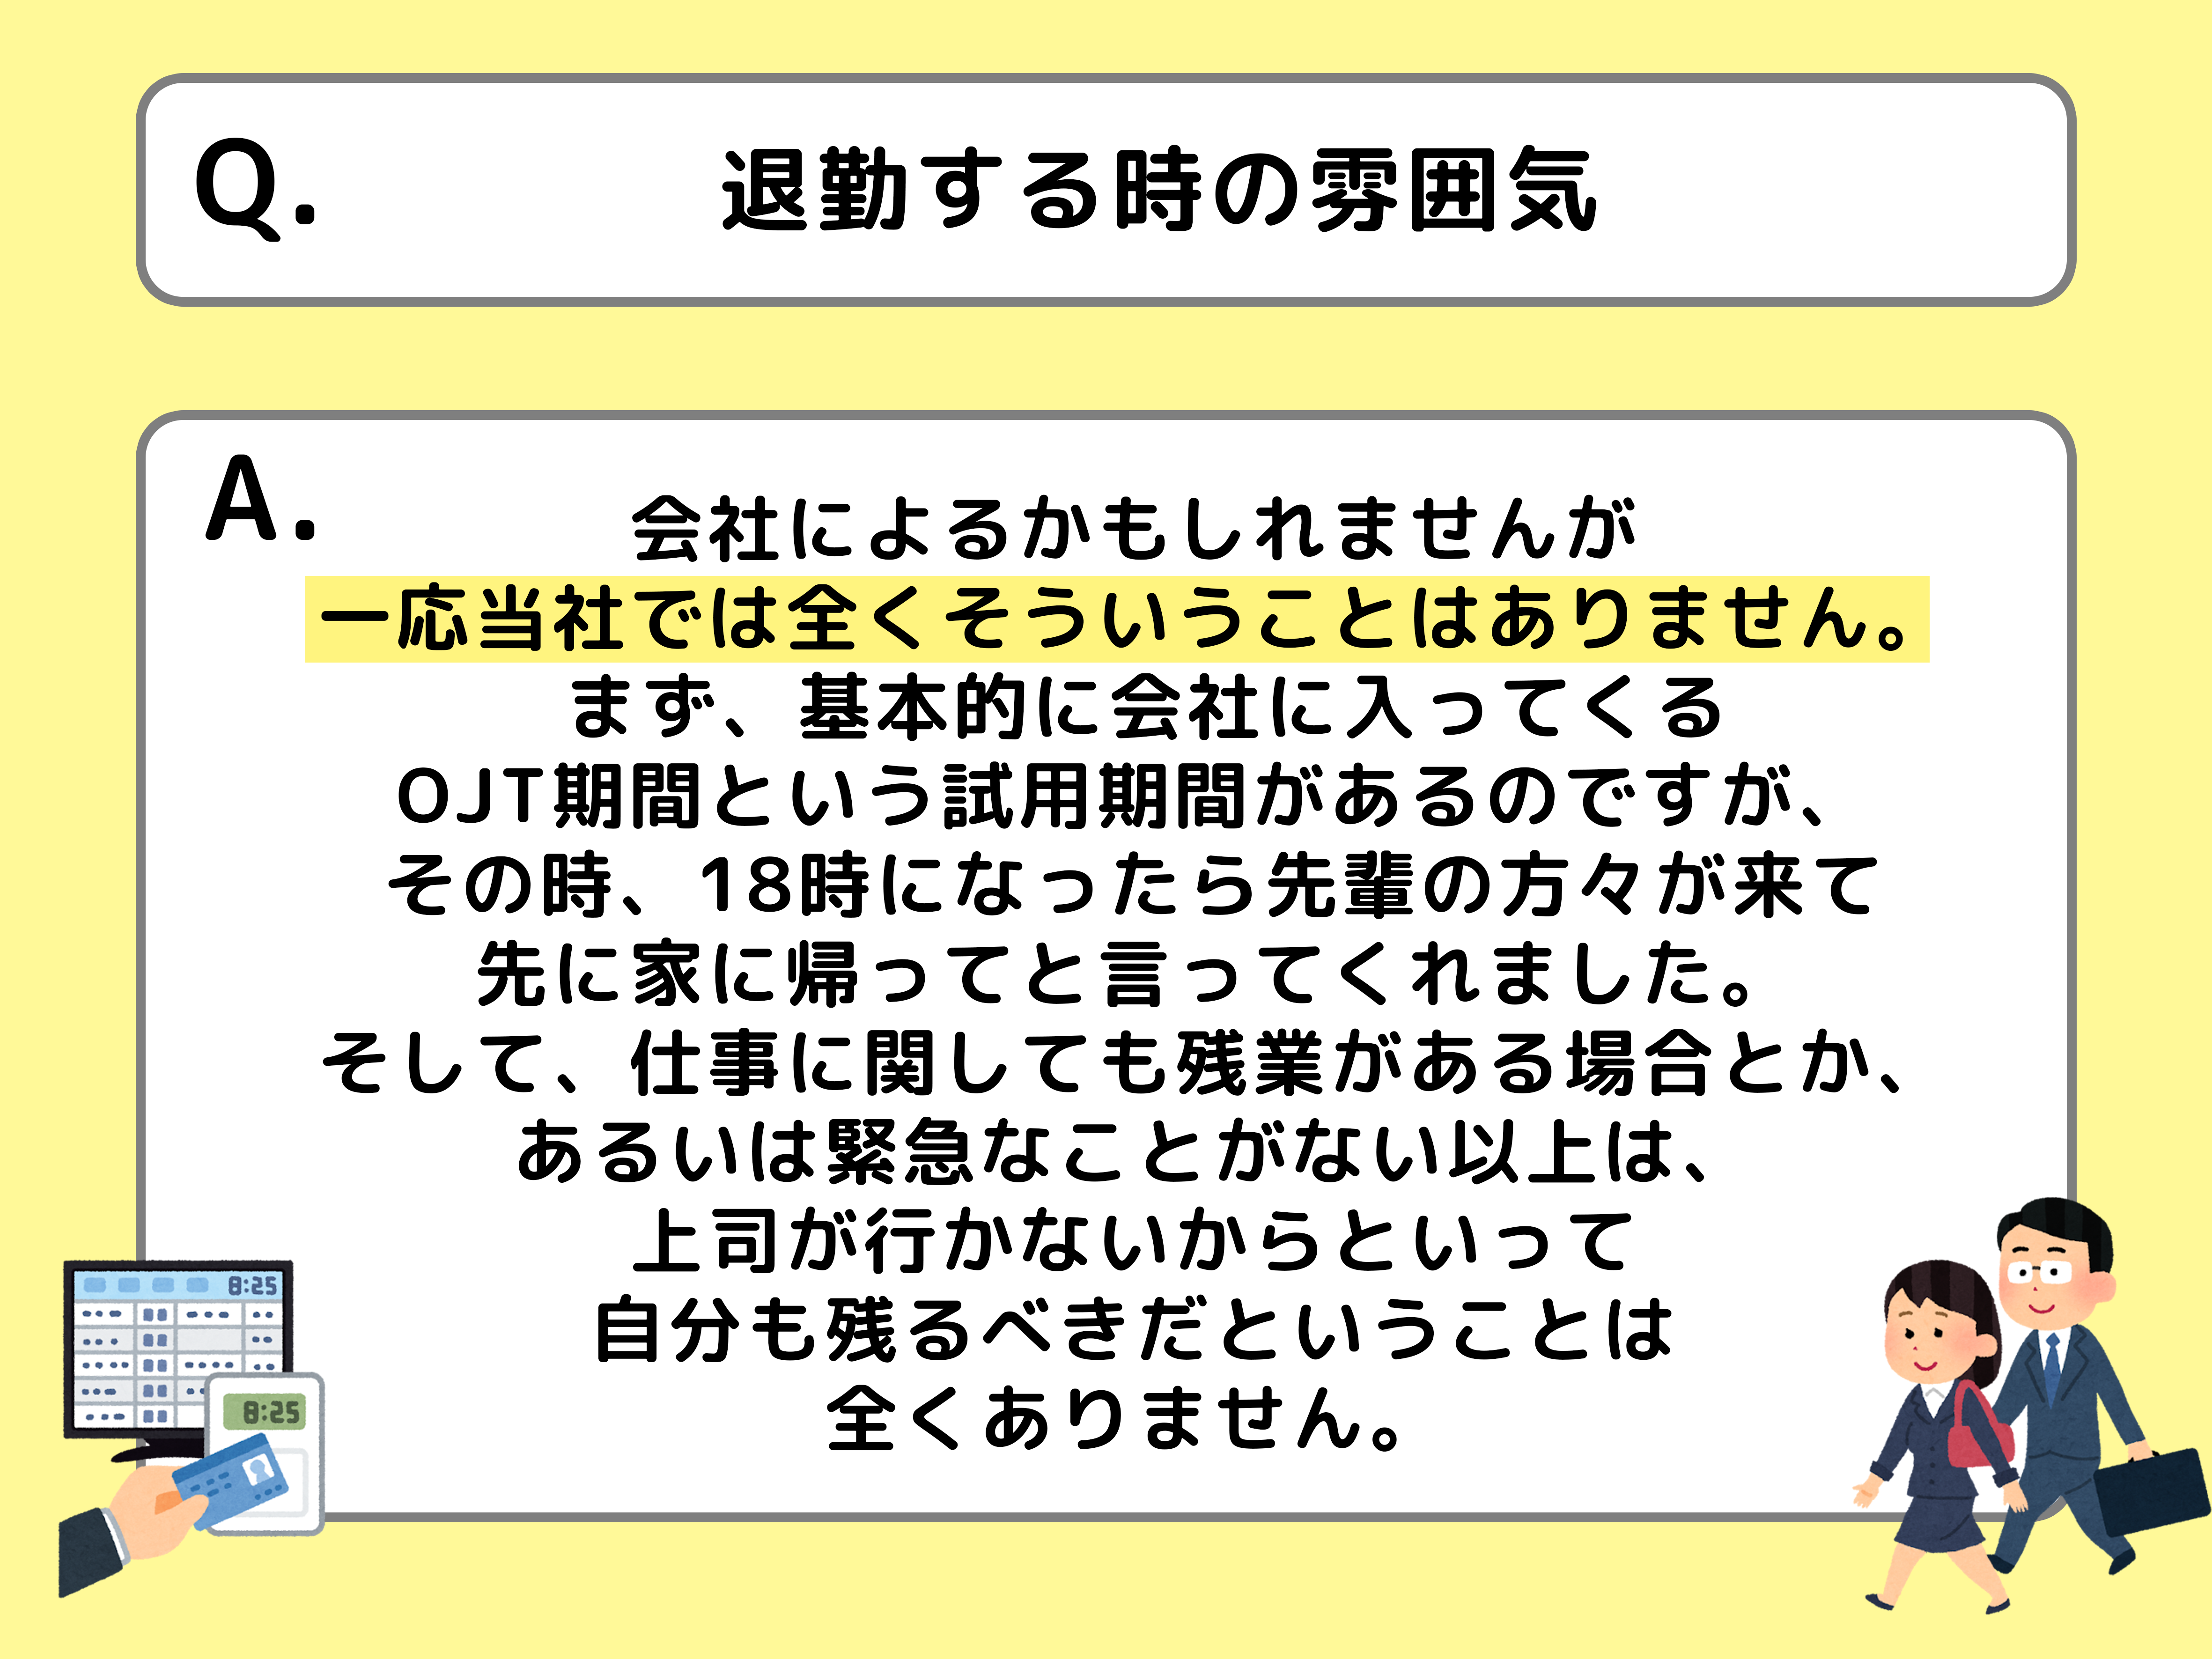 Q.
退勤する時の雰囲気
A.
会社によるかもしれませんが
一応当社では全くそういうことはありません。
まず、基本的に会社に入ってくる
OJT期間という試用期間があるのですが、
その時、18時になったら先輩の方々が来て
先に家に帰ってと言ってくれました。
そして、仕事に関しても残業がある場合とか、
あるいは緊急なことがない以上は、
上司が行かないからといって
自分も残るべきだということは
全くありません。
8:25
8:25